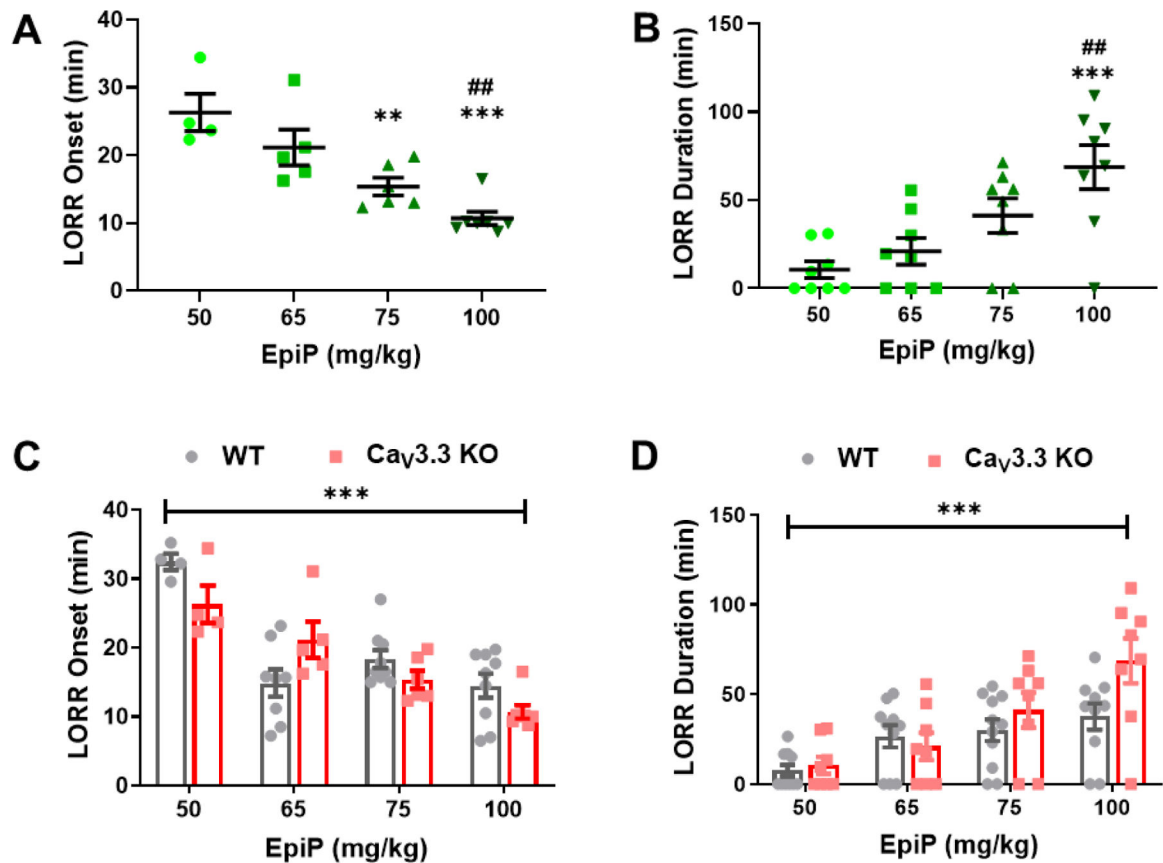 A
LORR Onset (min)
40
30
20
10
0
**
##
***
50 65 75 100
EpiP (mg/kg)
B
LORR Duration (min)
150
100
50
0
##
***
50 65 75 100
EpiP (mg/kg)
C
WT CaV3.3 KO
***
LORR Onset (min)
40
30
20
10
0
50 65 75 100
EpiP (mg/kg)
D
WT CaV3.3 KO
***
LORR Duration (min)
150
100
50
0
50 65 75 100
EpiP (mg/kg)